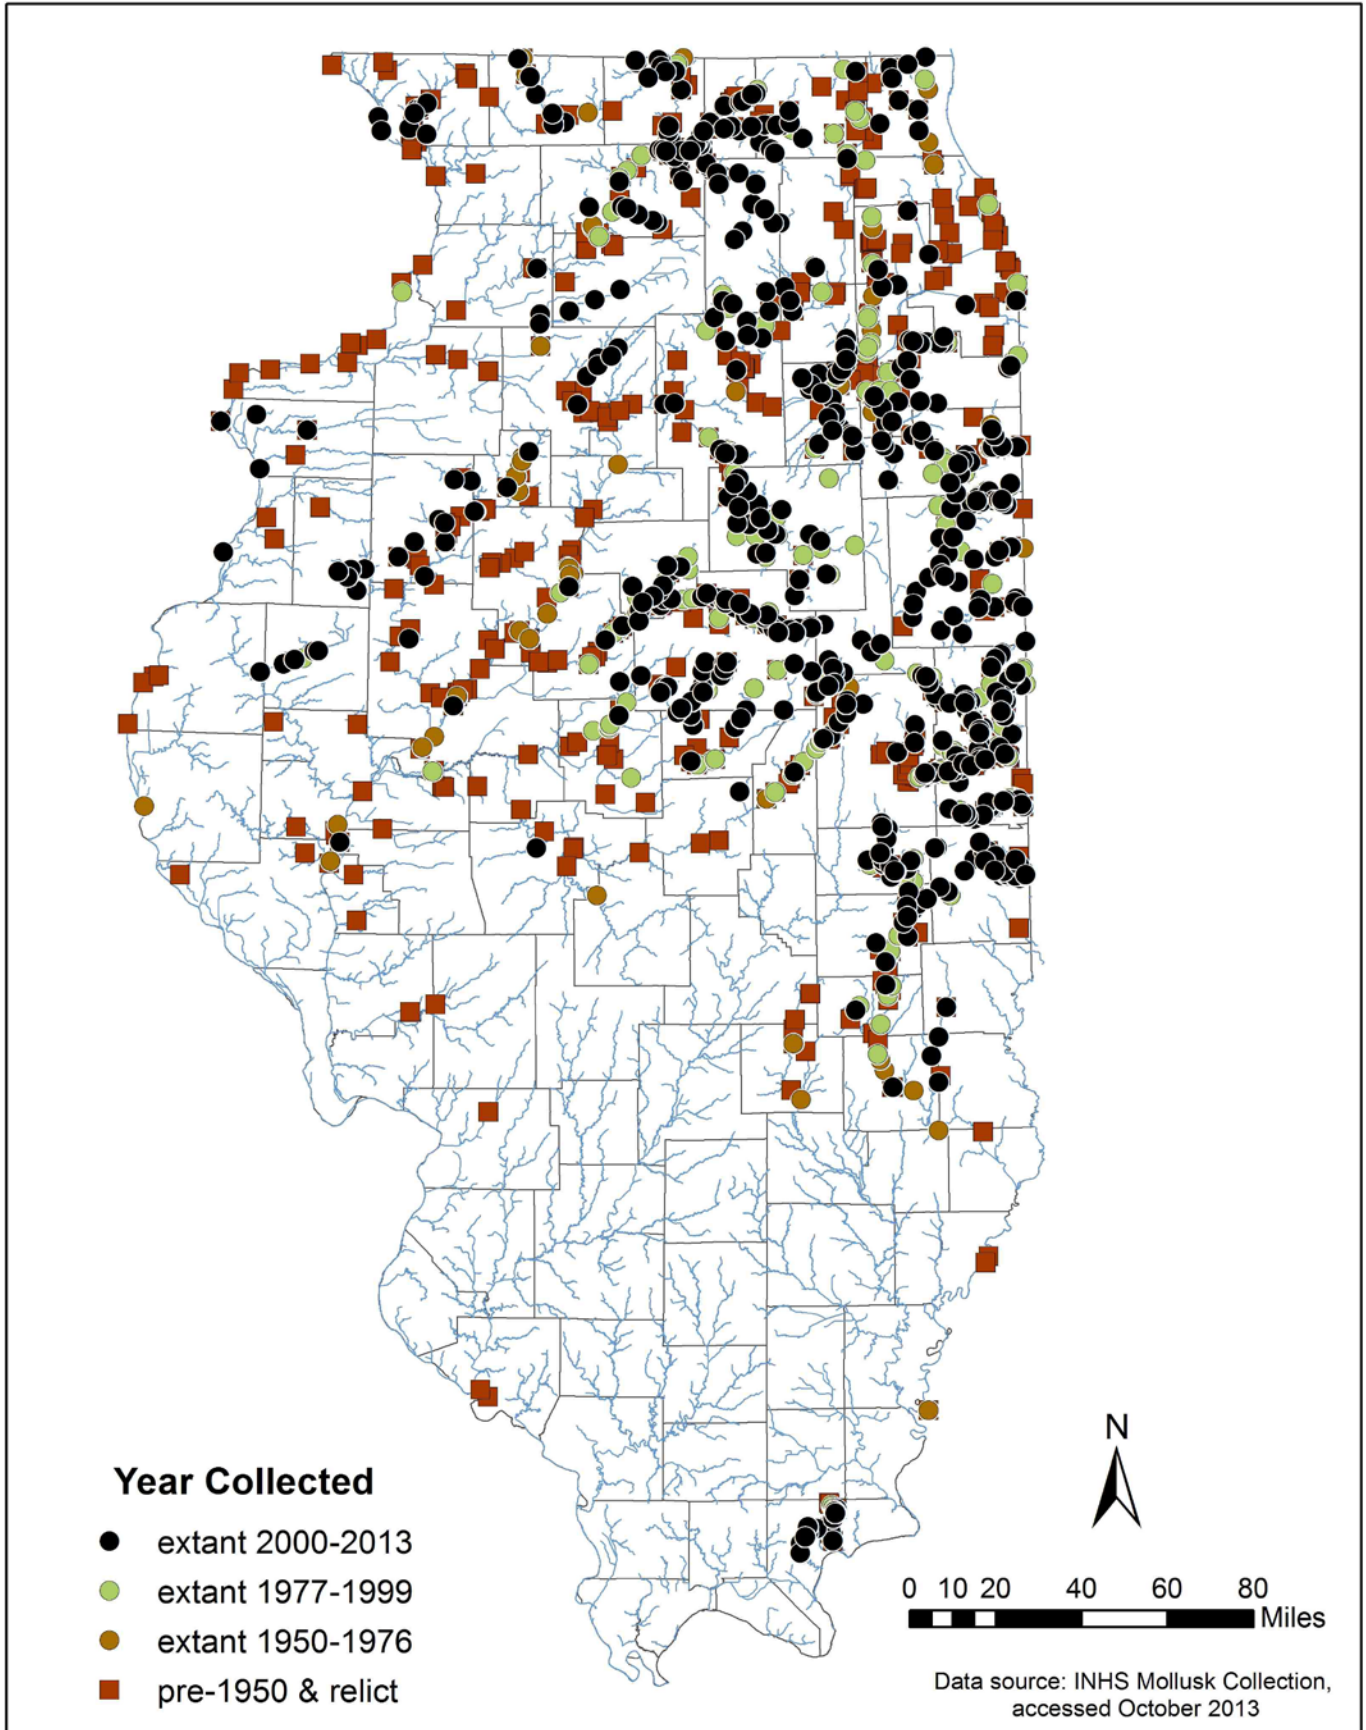 Year Collected
extant 2000-2013
extant 1977-1999
extant 1950-1976
pre-1950 & relict
N
0 10 20 40 60 80
Miles
Data source: INHS Mollusk Collection,
accessed October 2013